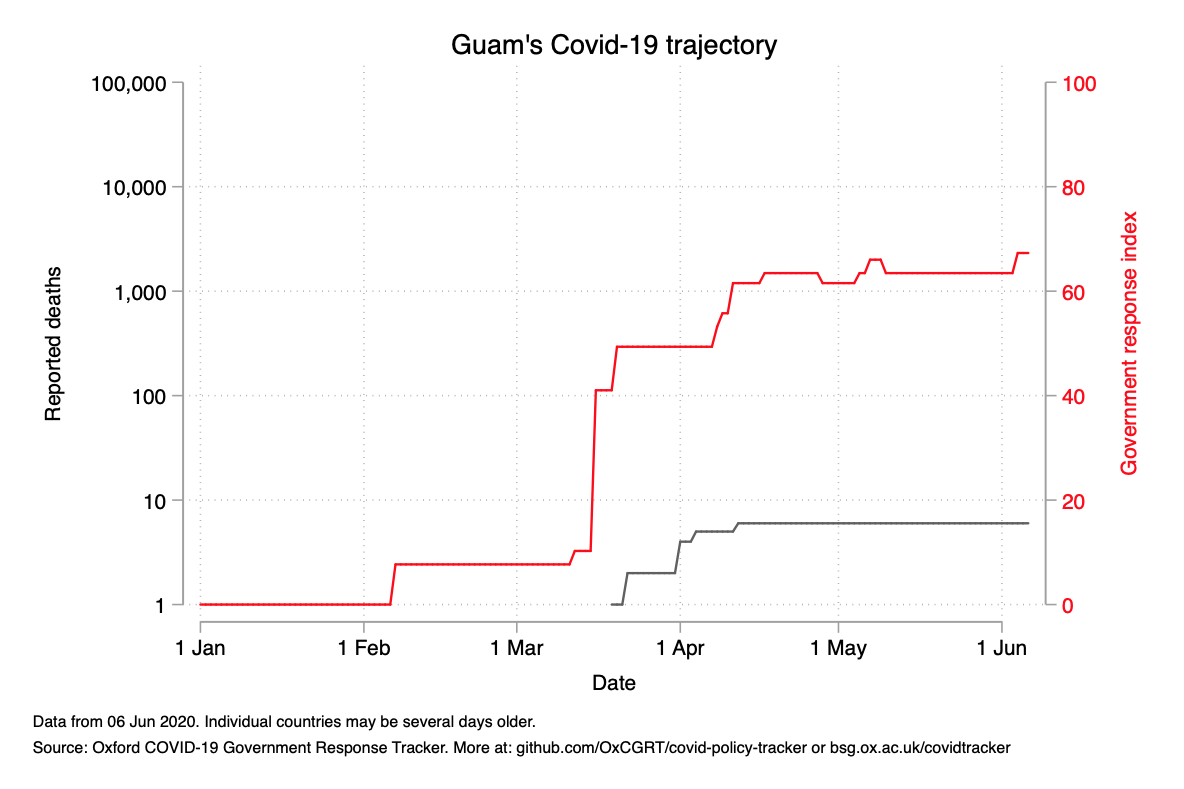 Guam's Covid-19 trajectory
100,000
10,000
1,000
100
10
1
Reported deaths
100
80
60
40
20
0
Government response index
1 Jan 1 Feb 1 Mar 1 Apr 1 May 1 Jun
Date
Data from 06 Jun 2020. Individual countries may be several days older.
Source: Oxford COVID-19 Government Response Tracker. More at: github.com/OxCGRT/covid-policy-tracker or bsg.ox.ac.uk/covidtracker